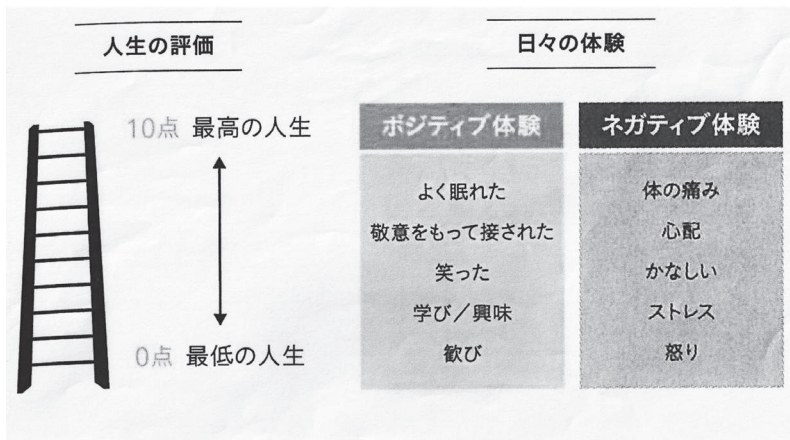 人生の評価
10点 最高の人生
0点 最低の人生
日々の体験
ポジティブ体験
よく眠れた
敬意をもって接された
笑った
学び／興味
歓び
ネガティブ体験
体の痛み
心配
かなしい
ストレス
怒り